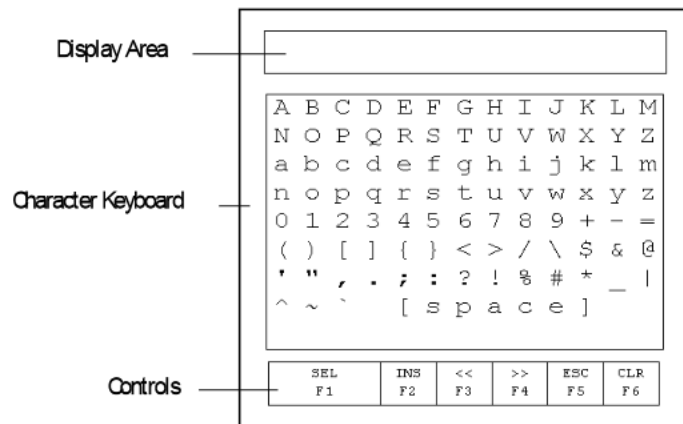 Display Area
A B C D E F G H I J K L M
N O P Q R S T U V W X Y Z
a b c d e f g h i j k l m
Character Keyboard
n o p q r s t u v w x y z
0 1 2 3 4 5 6 7 8 9 + - =
( ) [ ] { } < > / \ $ & @
' " , . ; : ? ! % # * _ |
^ ~ ` [ s p a c e ]
Controls
SEL INS << >> ESC CLR
F1 F2 F3 F4 F5 F6